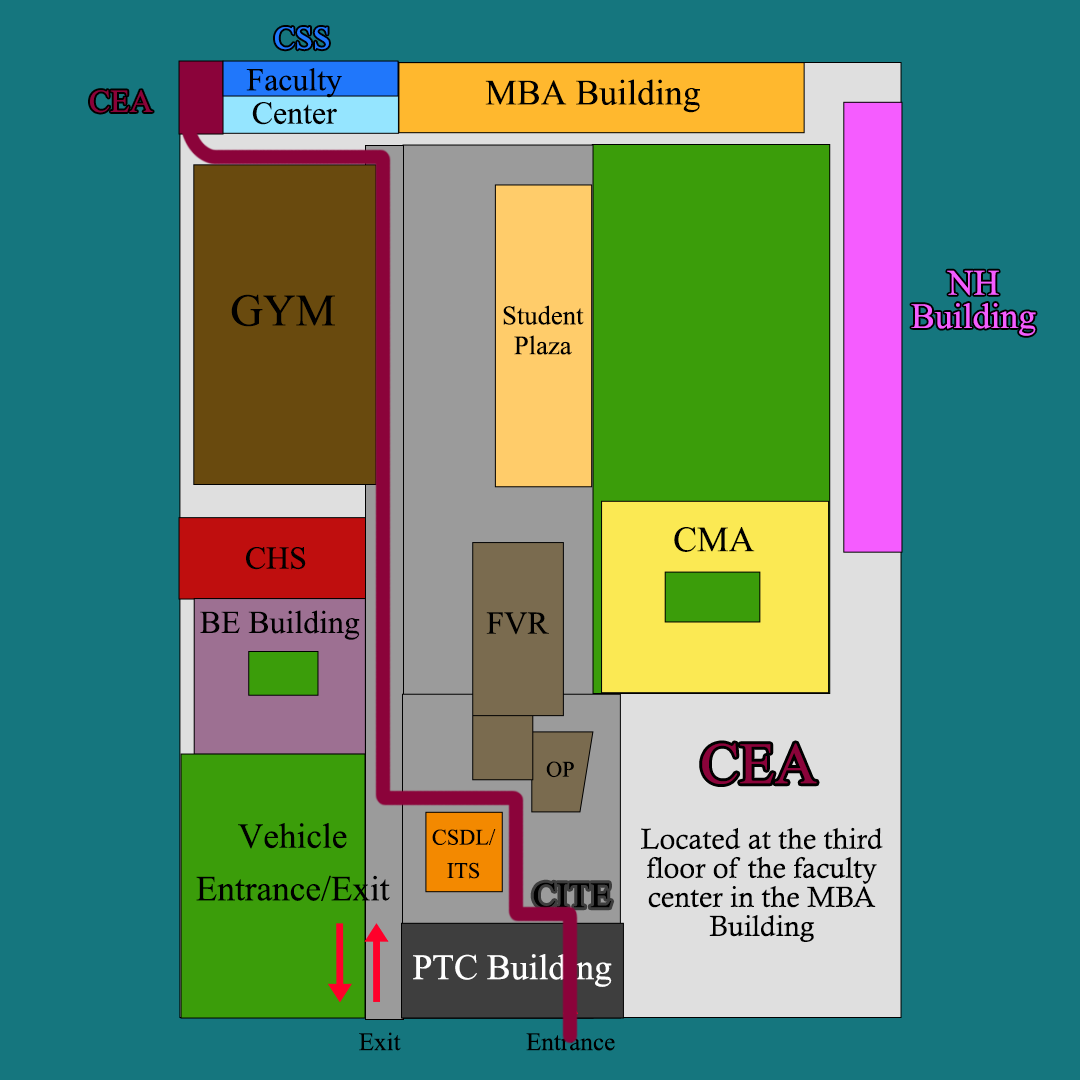 CSS
CEA
Faculty
Center
MBA Building
NH
Building
GYM
Student
Plaza
CHS
CMA
BE Building
FVR
OP
CEA
Vehicle
Entrance/Exit
CSDL/
ITS
Located at the third
floor of the faculty
center in the MBA
Building
CITE
PTC Building
Exit
Entrance